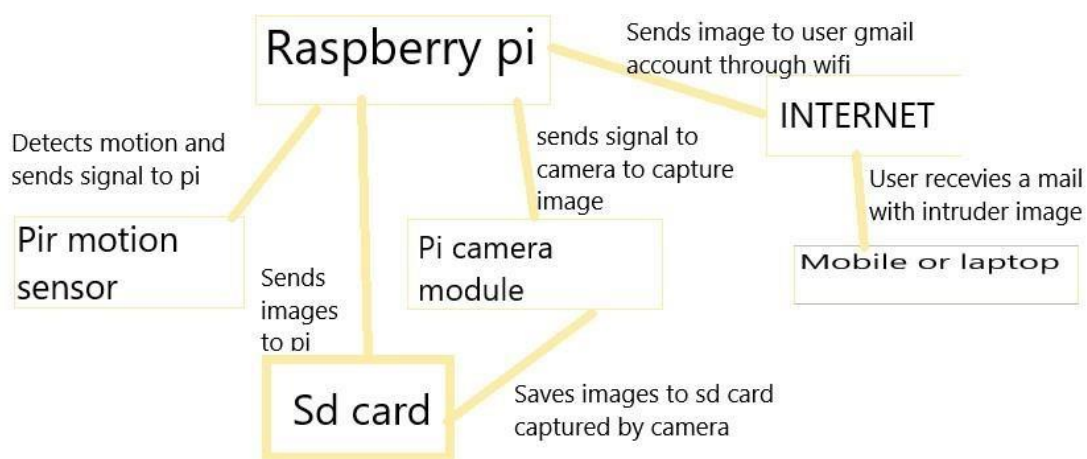 Raspberry pi
Sends image to user gmail
account through wifi
INTERNET
Detects motion and
sends signal to pi
sends signal to
camera to capture
image
User recevies a mail
with intruder image
Pir motion
sensor
Pi camera
module
Mobile or laptop
Sends
images
to pi
Sd card
Saves images to sd card
captured by camera